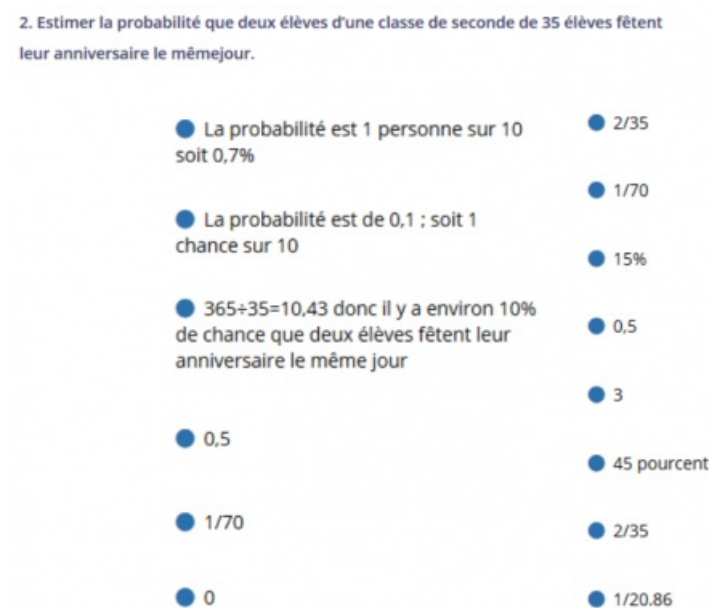 2. Estimer la probabilité que deux élèves d'une classe de seconde de 35 élèves fêtent
leur anniversaire le mêmejour.
La probabilité est 1 personne sur 10
soit 0,7%
La probabilité est de 0,1 ; soit 1
chance sur 10
365÷35=10,43 donc il y a environ 10%
de chance que deux élèves fêtent leur
anniversaire le même jour
0,5
1/70
0
2/35
1/70
15%
0,5
3
45 pourcent
2/35
1/20.86